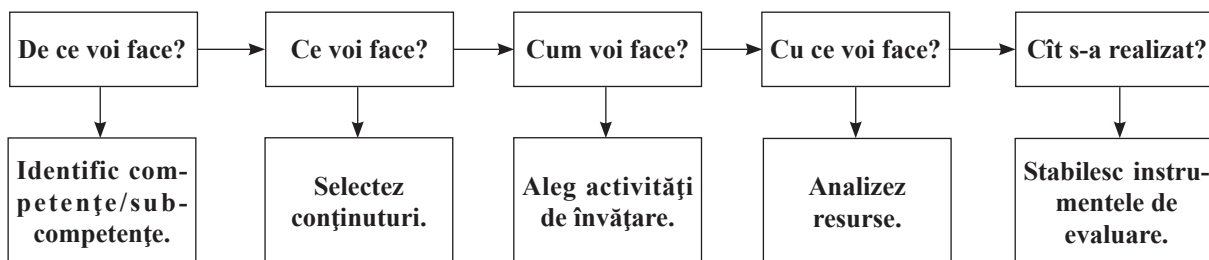 De ce voi face?
Ce voi face?
Cum voi face?
Cu ce voi face?
Cît s-a realizat?
Identific com-
petenţe/sub-
competenţe.
Selectez
conţinuturi.
Aleg activităţi
de învăţare.
Analizez
resurse.
Stabilesc instru-
mentele de
evaluare.